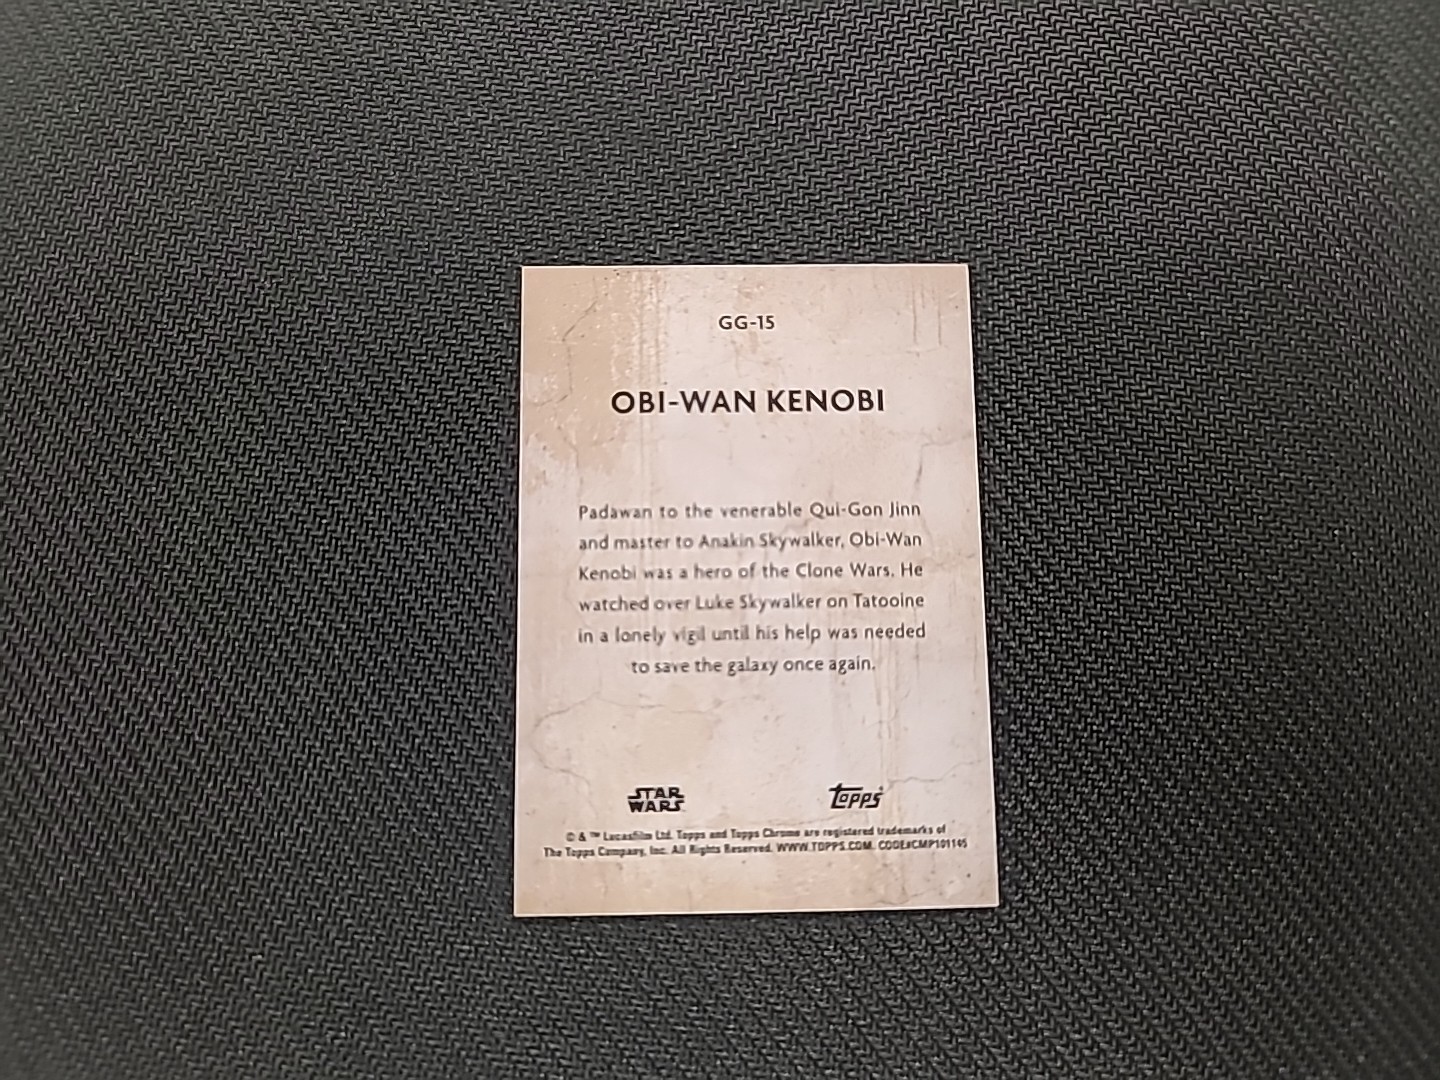 GG-15
OBI-WAN KENOBI
Padawan to the venerable Qui-Gon Jinn
and master to Anakin Skywalker, Obi-Wan
Kenobi was a hero of the Clone Wars. He
watched over Luke Skywalker on Tatooine
in a lonely vigil until his help was needed
to save the galaxy once again.
STAR WARS
Topps
© & ™ Lucasfilm Ltd. Topps and Topps Chrome are registered trademarks of
The Topps Company, Inc. All Rights Reserved. WWW.TOPPS.COM. CODE#CMP101145